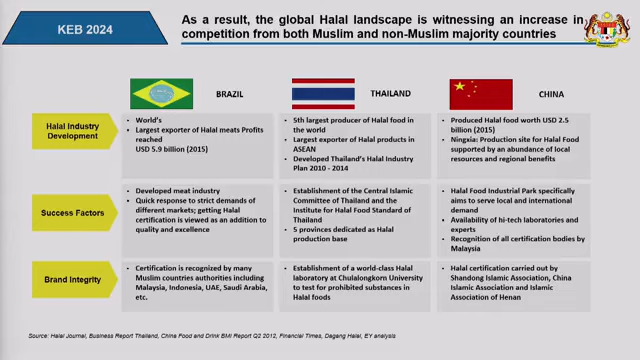 KEB 2024
As a result, the global Halal landscape is witnessing an increase in
competition from both Muslim and non-Muslim majority countries
BRAZIL
THAILAND
CHINA
Halal Industry
Development
• World's
• Largest exporter of Halal meats Profits
reached
USD 5.9 billion (2015)
• 5th largest producer of Halal food in
the world
• Largest exporter of Halal products in
ASEAN
• Developed Thailand's Halal Industry
Plan 2010 - 2014
• Produced Halal food worth USD 2.5
billion (2015)
• Ningxia: Production site for Halal Food
supported by an abundance of local
resources and regional benefits
Success Factors
• Developed meat industry
• Quick response to strict demands of
different markets; getting Halal
certification is viewed as an addition to
quality and excellence
• Establishment of the Central Islamic
Committee of Thailand and the
Institute for Halal Food Standard of
Thailand
• 5 provinces dedicated as Halal
production base
• Halal Food Industrial Park specifically
aims to serve local and international
demand
• Availability of hi-tech laboratories and
experts
• Recognition of all certification bodies by
Malaysia
Brand Integrity
• Certification is recognized by many
Muslim countries authorities including
Malaysia, Indonesia, UAE, Saudi Arabia,
etc.
• Establishment of a world-class Halal
laboratory at Chulalongkorn University
to test for prohibited substances in
Halal foods
• Halal certification carried out by
Shandong Islamic Association, China
Islamic Association and Islamic
Association of Henan
Source: Halal Journal, Business Report Thailand, China Food and Drink BMI Report Q2 2012, Financial Times, Dagang Halal, EY analysis